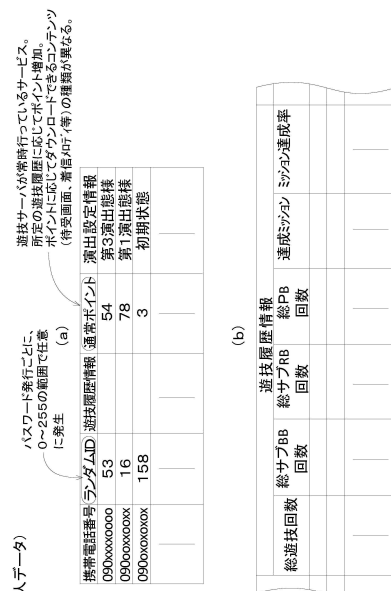 人データ)
パスワード発行ごとに、
0～255の範囲で任意
に発生
遊技サーバが常時行っているサービス。
所定の遊技履歴に応じてポイント増加。
ポイントに応じてダウンロードできるコンテンツ
(待受画面、着信メロディ等)の種類が異なる。
(a)
携帯電話番号 ランダムID 遊技履歴情報 通常ポイント 演出設定情報
090xxxxoooo 53 54 第3演出態様
090ooxxooxx 16 78 第1演出態様
090oxoxoxox 158 3 初期状態
(b)
遊技履歴情報
総遊技回数 総サブBB回数 総サブRB回数 総PB回数 達成ミッション ミッション達成率